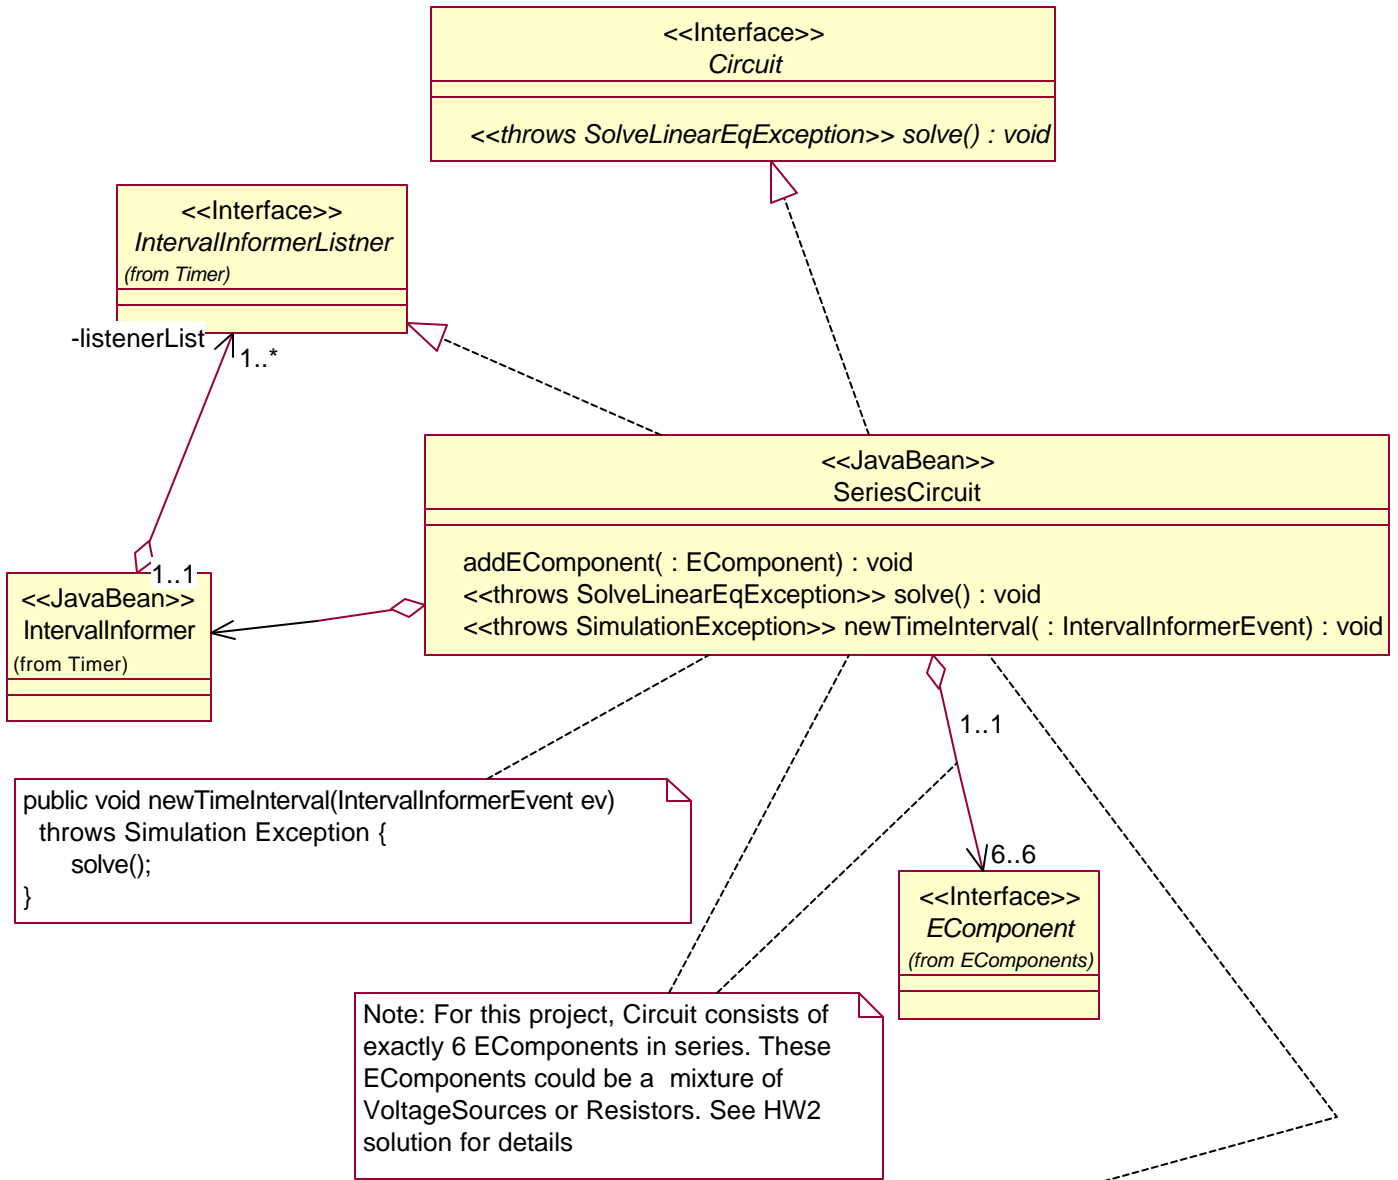 <<Interface>>
Circuit
<<throws SolveLinearEqException>> solve() : void
<<Interface>>
IntervalInformerListner
(from Timer)
-listenerList
1..*
<<JavaBean>>
SeriesCircuit
addEComponent( : EComponent) : void
<<throws SolveLinearEqException>> solve() : void
<<throws SimulationException>> newTimeInterval( : IntervalInformerEvent) : void
1..1
<<JavaBean>>
IntervalInformer
(from Timer)
1..1
6..6
public void newTimeInterval(IntervalInformerEvent ev)
throws Simulation Exception {
solve();
}
<<Interface>>
EComponent
(from EComponents)
Note: For this project, Circuit consists of
exactly 6 EComponents in series. These
EComponents could be a  mixture of
VoltageSources or Resistors. See HW2
solution for details